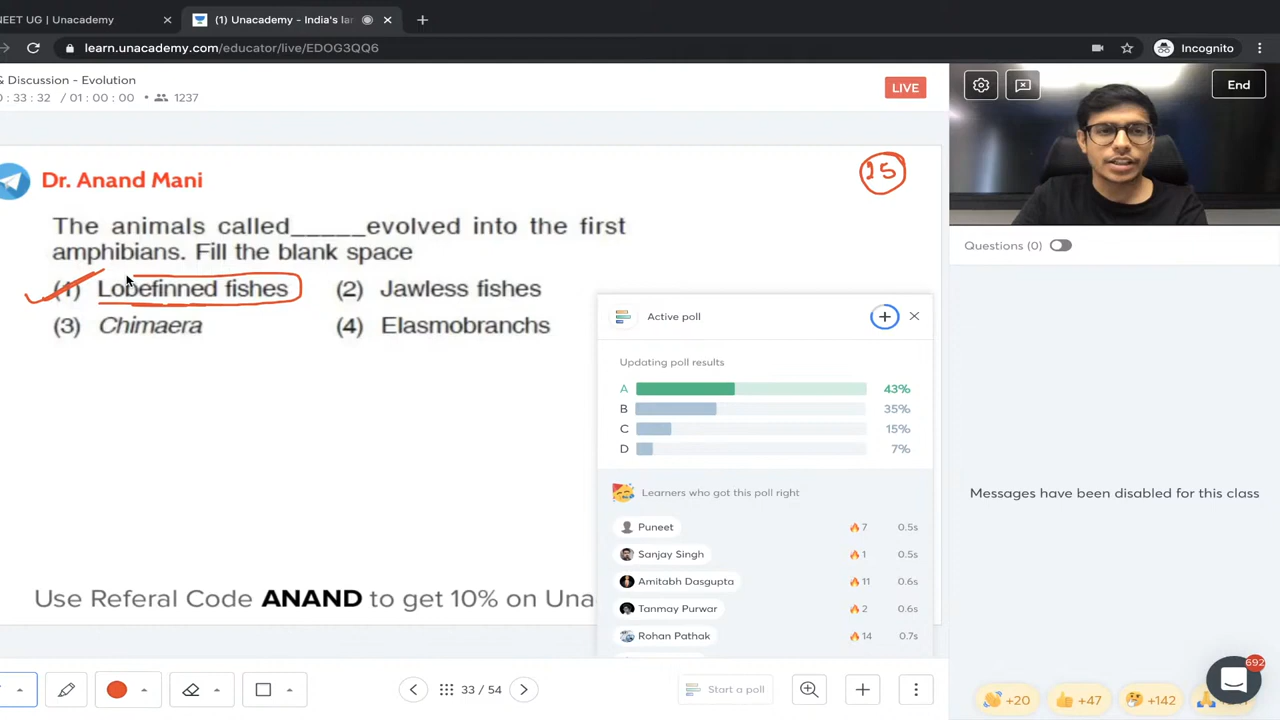 NEET UG | Unacademy ×
(1) Unacademy - India's lar ×
learn.unacademy.com/educator/live/EDOG3QQ6
Incognito
& Discussion - Evolution
: 33 : 32 / 01 : 00 : 00 • 1237
LIVE
End
Dr. Anand Mani
25
The animals called_____evolved into the first
amphibians. Fill the blank space
(1) Lobefinned fishes (2) Jawless fishes
(3) Chimaera (4) Elasmobranchs
Questions (0)
Active poll
Updating poll results
A 43%
B 35%
C 15%
D 7%
Learners who got this poll right
Puneet 7 0.5s
Sanjay Singh 1 0.5s
Amitabh Dasgupta 11 0.6s
Tanmay Purwar 2 0.6s
Rohan Pathak 14 0.7s
Messages have been disabled for this class
Use Referal Code ANAND to get 10% on Una
33 / 54
Start a poll
692
+20 +47 +142